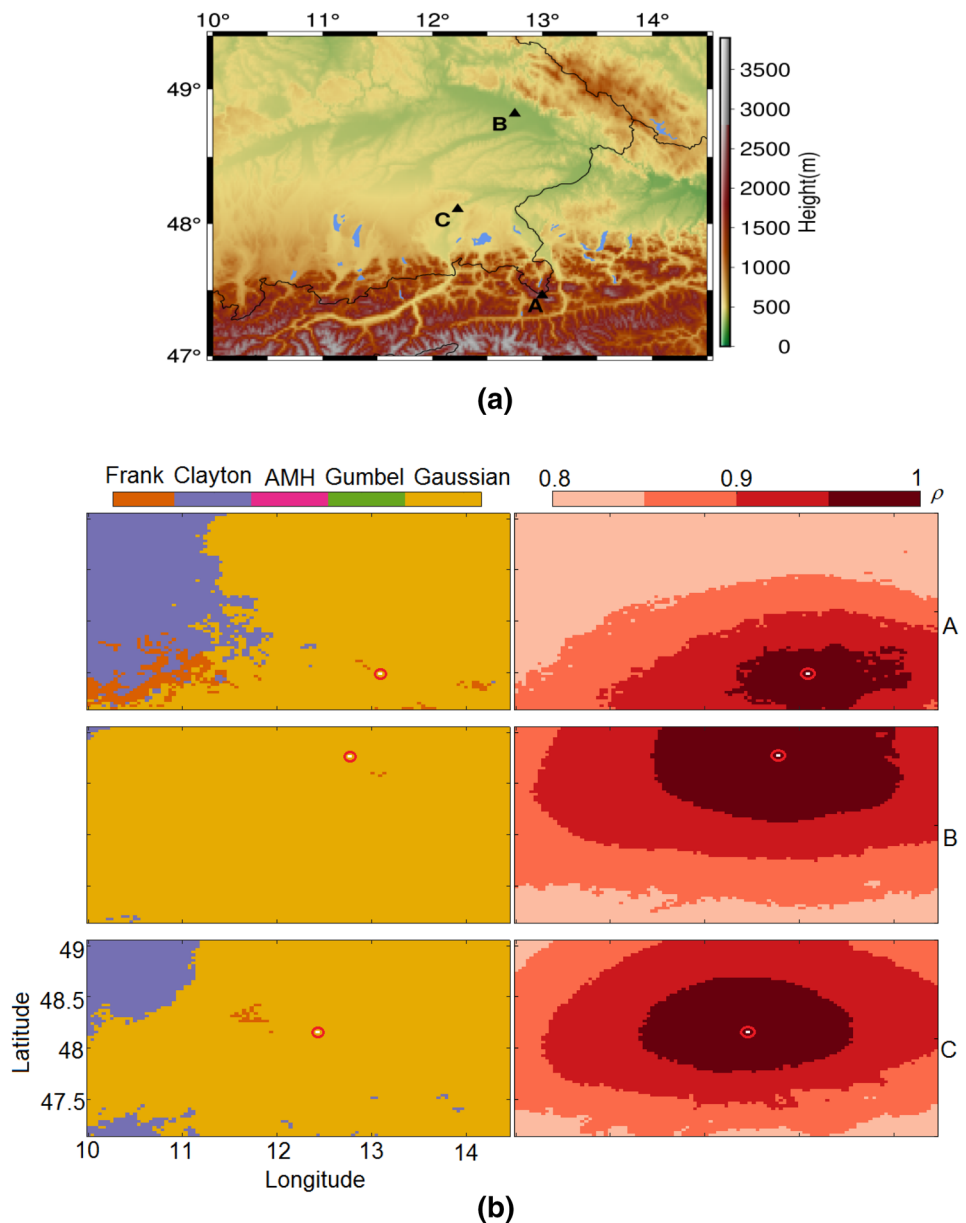 10° 11° 12° 13° 14°
49°
48°
47°
B
C
A
3500
3000
2500
2000
1500
1000
500
0
Height(m)
(a)
Frank Clayton AMH Gumbel Gaussian
0.8 0.9 1
ρ
A
B
C
49
48.5
48
47.5
Latitude
10 11 12 13 14
Longitude
(b)